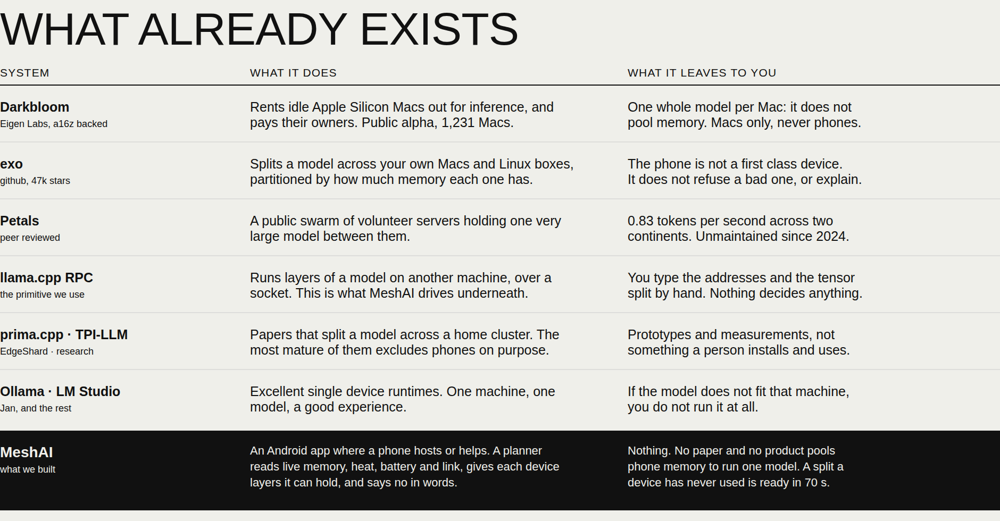 WHAT ALREADY EXISTS
SYSTEM
WHAT IT DOES
WHAT IT LEAVES TO YOU
Darkbloom
Eigen Labs, a16z backed
Rents idle Apple Silicon Macs out for inference, and
pays their owners. Public alpha, 1,231 Macs.
One whole model per Mac: it does not
pool memory. Macs only, never phones.
exo
github, 47k stars
Splits a model across your own Macs and Linux boxes,
partitioned by how much memory each one has.
The phone is not a first class device.
It does not refuse a bad one, or explain.
Petals
peer reviewed
A public swarm of volunteer servers holding one very
large model between them.
0.83 tokens per second across two
continents. Unmaintained since 2024.
llama.cpp RPC
the primitive we use
Runs layers of a model on another machine, over a
socket. This is what MeshAI drives underneath.
You type the addresses and the tensor
split by hand. Nothing decides anything.
prima.cpp · TPI-LLM
EdgeShard · research
Papers that split a model across a home cluster. The
most mature of them excludes phones on purpose.
Prototypes and measurements, not
something a person installs and uses.
Ollama · LM Studio
Jan, and the rest
Excellent single device runtimes. One machine, one
model, a good experience.
If the model does not fit that machine,
you do not run it at all.
MeshAI
what we built
An Android app where a phone hosts or helps. A planner
reads live memory, heat, battery and link, gives each device
layers it can hold, and says no in words.
Nothing. No paper and no product pools
phone memory to run one model. A split a
device has never used is ready in 70 s.